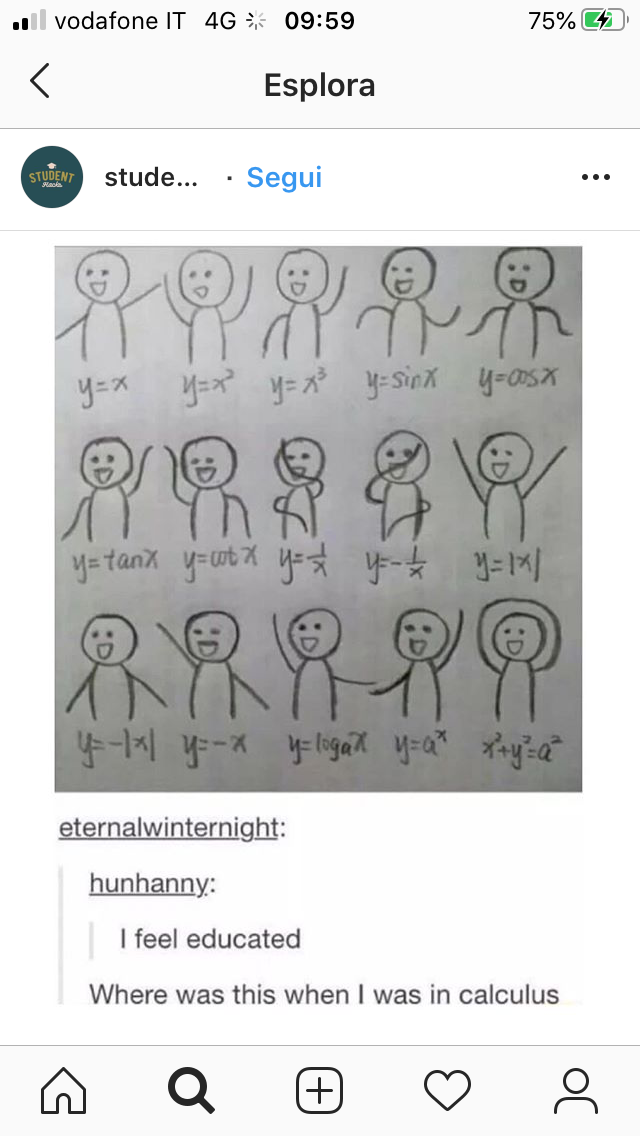 vodafone IT 4G 09:59 75%
Esplora
STUDENT
Hacks
stude... · Segui
y=x y=x² y=x³ y=sinx y=cosx
y=tanx y=cotx y=1/x y=-1/x y=|x|
y=-|x| y=-x y=logax y=aˣ x²+y²=a²
eternalwinternight:
hunhanny:
I feel educated
Where was this when I was in calculus